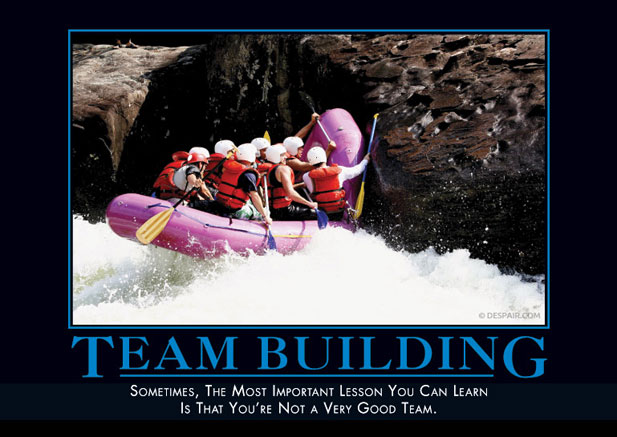 © DESPAIR.COM
TEAM BUILDING
SOMETIMES, THE MOST IMPORTANT LESSON YOU CAN LEARN
IS THAT YOU'RE NOT A VERY GOOD TEAM.